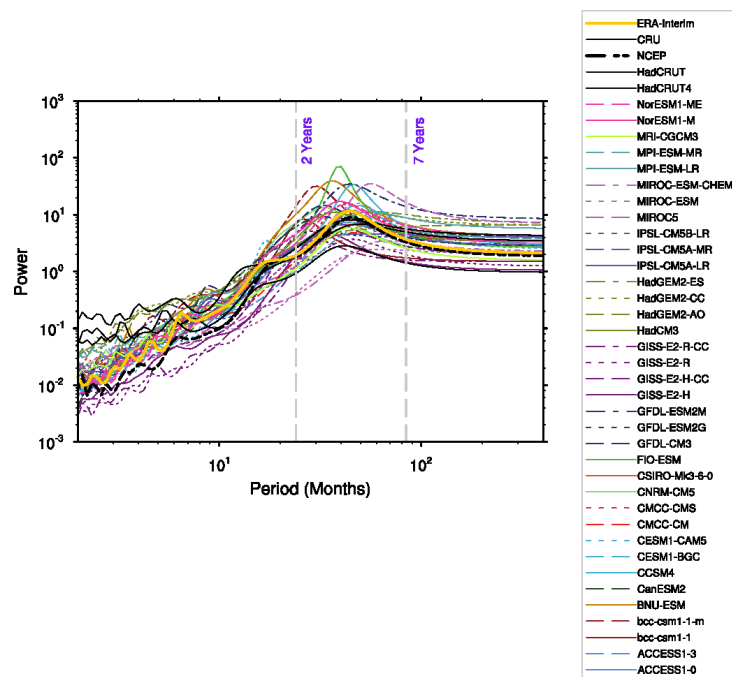 10³
10²
10¹
10⁰
10⁻¹
10⁻²
10⁻³
Power
2 Years
7 Years
10¹
10²
Period (Months)
ERA-Interim
CRU
NCEP
HadCRUT
HadCRUT4
NorESM1-ME
NorESM1-M
MRI-CGCM3
MPI-ESM-MR
MPI-ESM-LR
MIROC-ESM-CHEM
MIROC-ESM
MIROC5
IPSL-CM5B-LR
IPSL-CM5A-MR
IPSL-CM5A-LR
HadGEM2-ES
HadGEM2-CC
HadGEM2-AO
HadCM3
GISS-E2-R-CC
GISS-E2-R
GISS-E2-H-CC
GISS-E2-H
GFDL-ESM2M
GFDL-ESM2G
GFDL-CM3
FIO-ESM
CSIRO-Mk3-6-0
CNRM-CM5
CMCC-CMS
CMCC-CM
CESM1-CAM5
CESM1-BGC
CCSM4
CanESM2
BNU-ESM
bcc-csm1-1-m
bcc-csm1-1
ACCESS1-3
ACCESS1-0